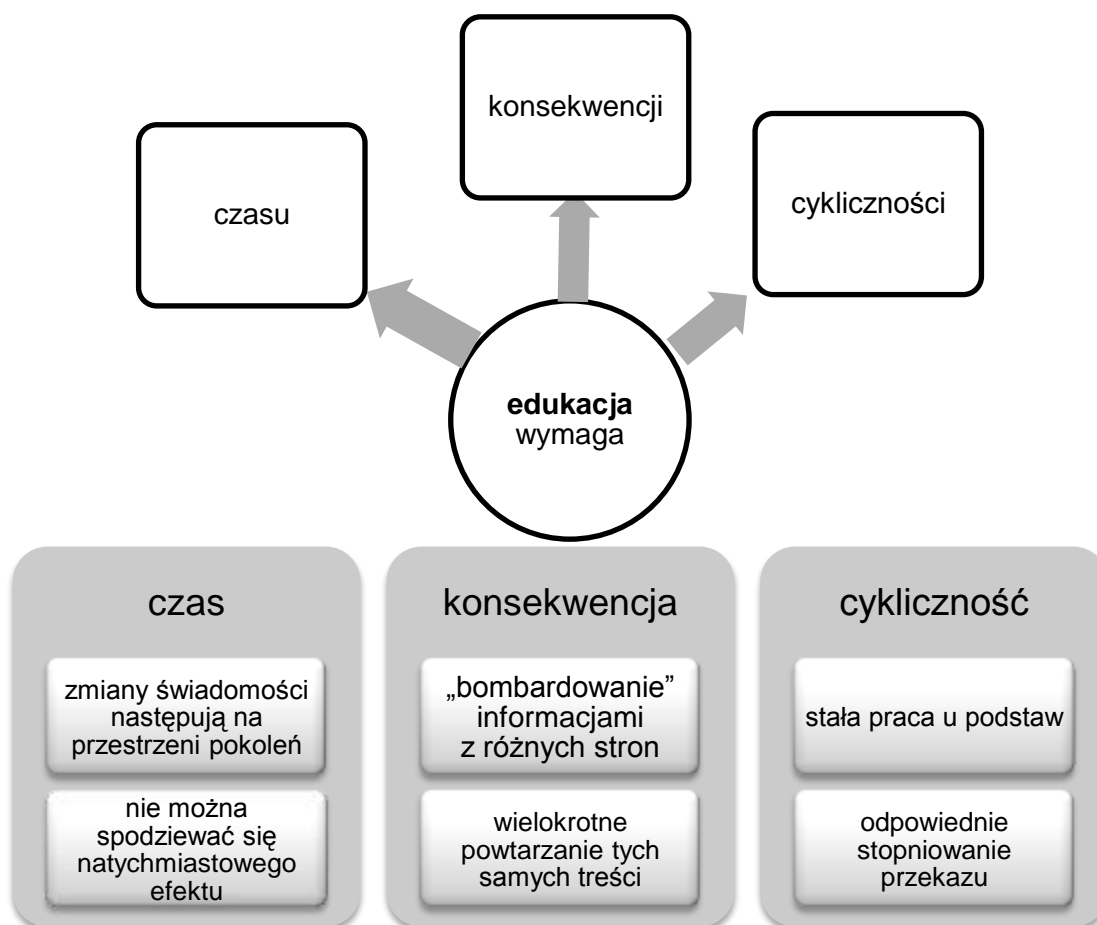 konsekwencji
czasu
cykliczności
edukacja
wymaga
czas
zmiany świadomości
następują na
przestrzeni pokoleń
nie można
spodziewać się
natychmiastowego
efektu
konsekwencja
„bombardowanie”
informacjami
z różnych stron
wielokrotne
powtarzanie tych
samych treści
cykliczność
stała praca u podstaw
odpowiednie
stopniowanie
przekazu